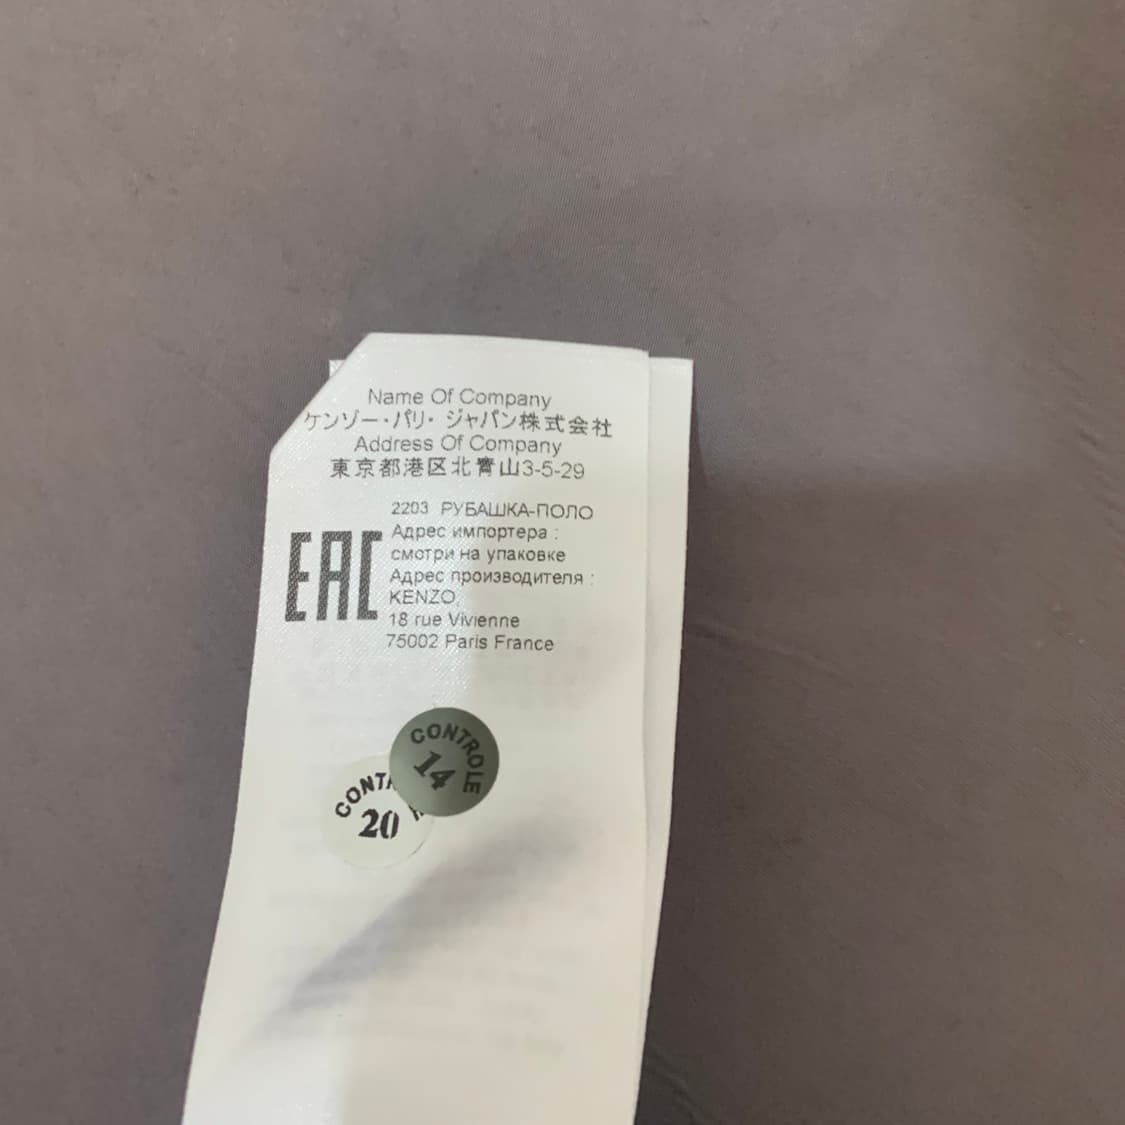 Name Of Company
ケンゾー・パリ・ジャパン株式会社
Address Of Company
東京都港区北青山3-5-29
2203 РУБАШКА-ПОЛО
Адрес импортера :
смотри на упаковке
Адрес производителя :
KENZO,
18 rue Vivienne
75002 Paris France
EAC
CONTROLE
14
CONTR
20